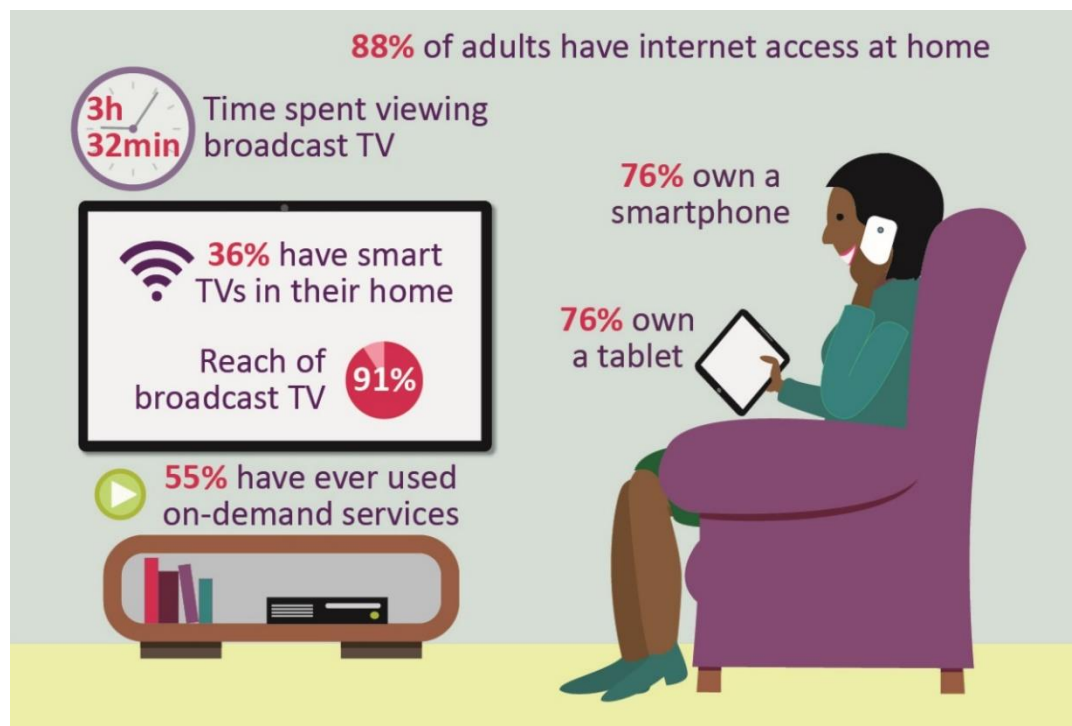 88% of adults have internet access at home
3h
32min
Time spent viewing
broadcast TV
36% have smart
TVs in their home
Reach of
broadcast TV
91%
55% have ever used
on-demand services
76% own a
smartphone
76% own
a tablet